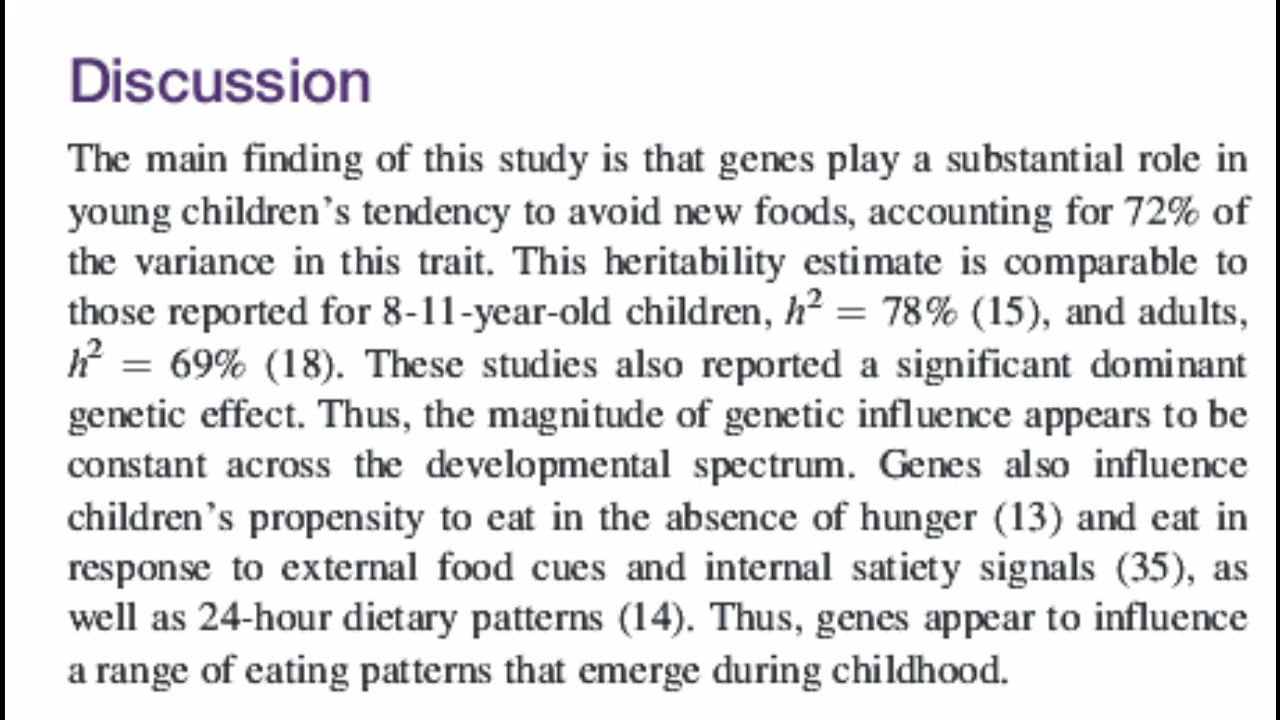 Discussion
The main finding of this study is that genes play a substantial role in
young children's tendency to avoid new foods, accounting for 72% of
the variance in this trait. This heritability estimate is comparable to
those reported for 8-11-year-old children, h² = 78% (15), and adults,
h² = 69% (18). These studies also reported a significant dominant
genetic effect. Thus, the magnitude of genetic influence appears to be
constant across the developmental spectrum. Genes also influence
children's propensity to eat in the absence of hunger (13) and eat in
response to external food cues and internal satiety signals (35), as
well as 24-hour dietary patterns (14). Thus, genes appear to influence
a range of eating patterns that emerge during childhood.